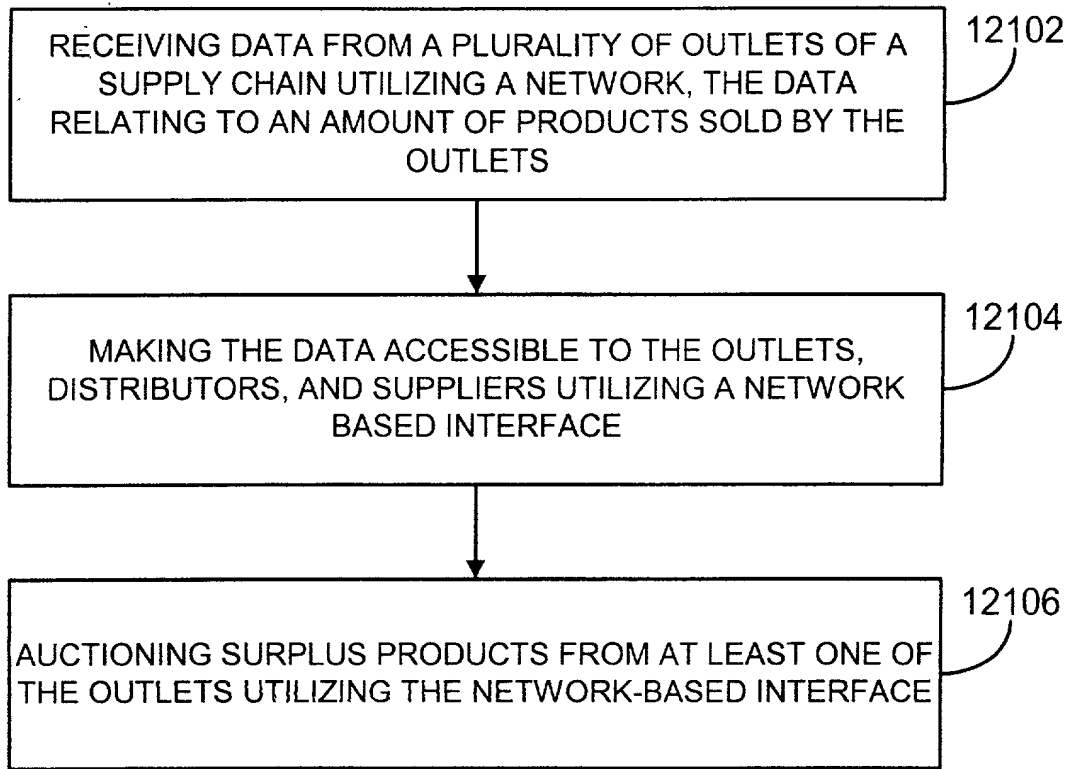 RECEIVING DATA FROM A PLURALITY OF OUTLETS OF A
SUPPLY CHAIN UTILIZING A NETWORK, THE DATA
RELATING TO AN AMOUNT OF PRODUCTS SOLD BY THE
OUTLETS
12102
MAKING THE DATA ACCESSIBLE TO THE OUTLETS,
DISTRIBUTORS, AND SUPPLIERS UTILIZING A NETWORK
BASED INTERFACE
12104
AUCTIONING SURPLUS PRODUCTS FROM AT LEAST ONE OF
THE OUTLETS UTILIZING THE NETWORK-BASED INTERFACE
12106